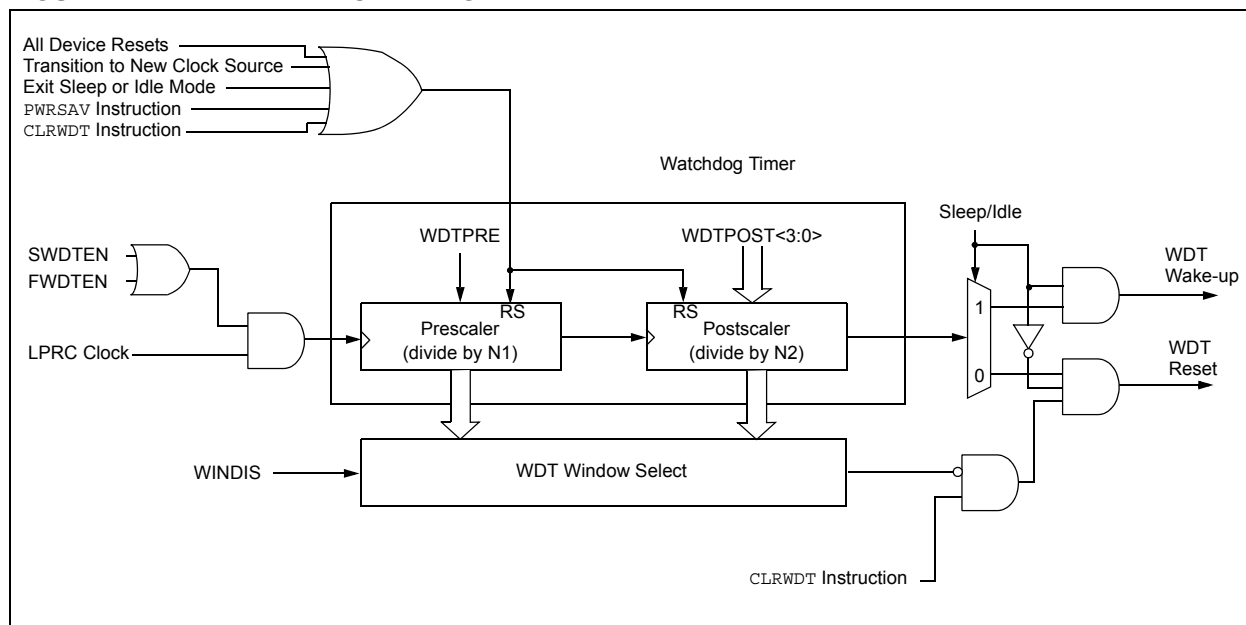 All Device Resets
Transition to New Clock Source
Exit Sleep or Idle Mode
PWRSAV Instruction
CLRWDT Instruction
Watchdog Timer
Sleep/Idle
WDTPRE
WDTPOST<3:0>
SWDTEN
FWDTEN
WDT
Wake-up
RS
RS
1
Prescaler
(divide by N1)
Postscaler
(divide by N2)
LPRC Clock
WDT
Reset
0
WINDIS
WDT Window Select
CLRWDT Instruction